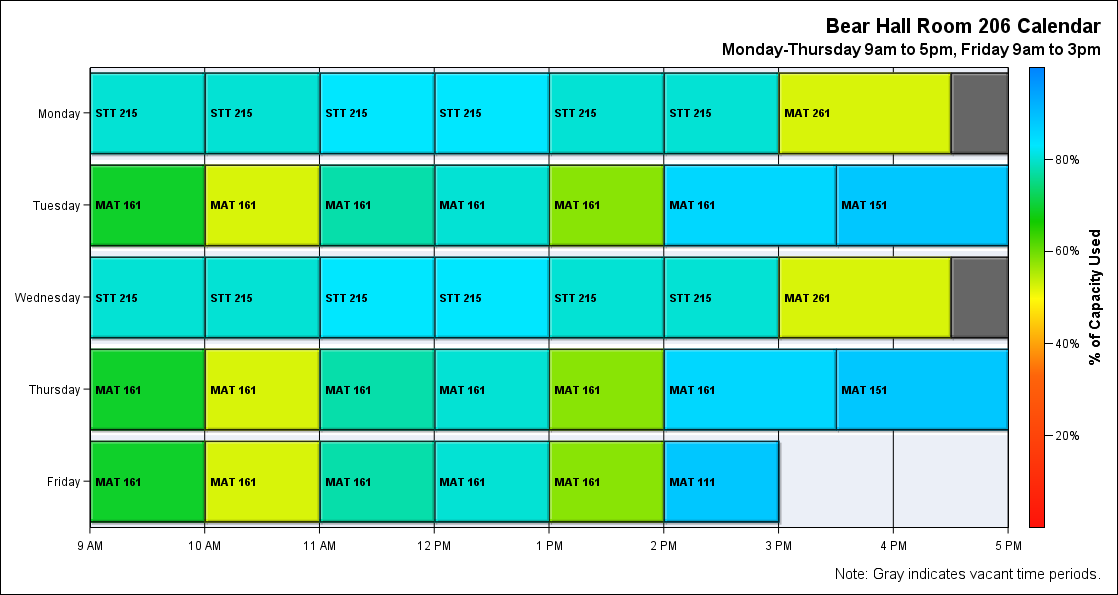 Bear Hall Room 206 Calendar
Monday-Thursday 9am to 5pm, Friday 9am to 3pm
Monday STT 215 STT 215 STT 215 STT 215 STT 215 STT 215 MAT 261
80%
Tuesday MAT 161 MAT 161 MAT 161 MAT 161 MAT 161 MAT 161 MAT 151
60%
% of Capacity Used
Wednesday STT 215 STT 215 STT 215 STT 215 STT 215 STT 215 MAT 261
40%
Thursday MAT 161 MAT 161 MAT 161 MAT 161 MAT 161 MAT 161 MAT 151
20%
Friday MAT 161 MAT 161 MAT 161 MAT 161 MAT 161 MAT 111
9 AM 10 AM 11 AM 12 PM 1 PM 2 PM 3 PM 4 PM 5 PM
Note: Gray indicates vacant time periods.